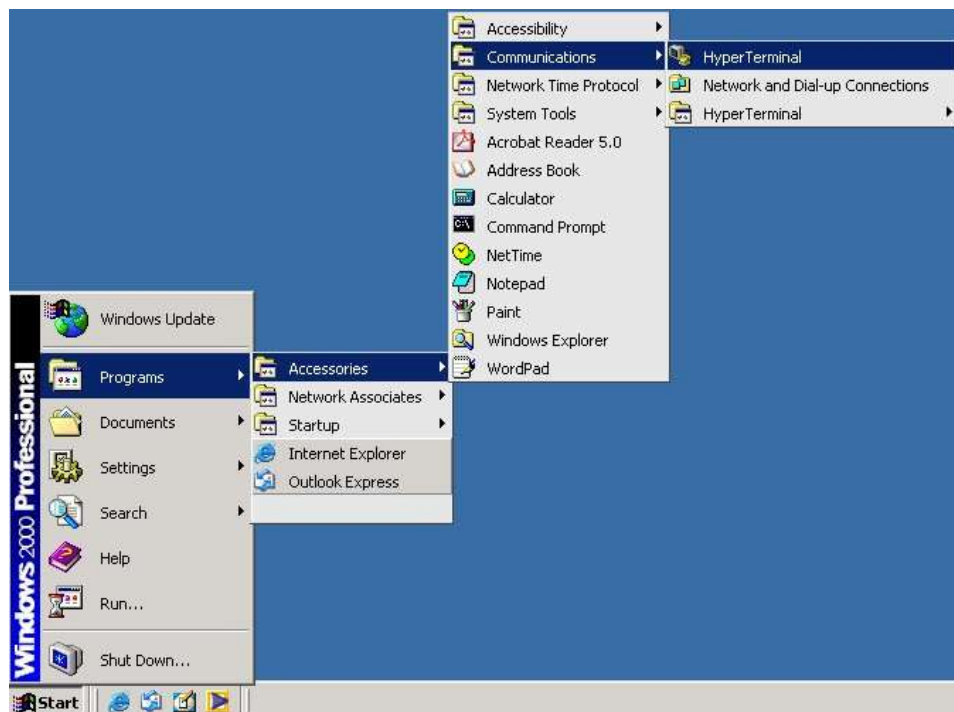 Accessibility
Communications
Network Time Protocol
System Tools
Acrobat Reader 5.0
Address Book
Calculator
Command Prompt
NetTime
Notepad
Paint
Windows Explorer
WordPad
HyperTerminal
Network and Dial-up Connections
HyperTerminal
Windows 2000 Professional
Windows Update
Programs
Documents
Settings
Search
Help
Run...
Shut Down...
Accessories
Network Associates
Startup
Internet Explorer
Outlook Express
Start